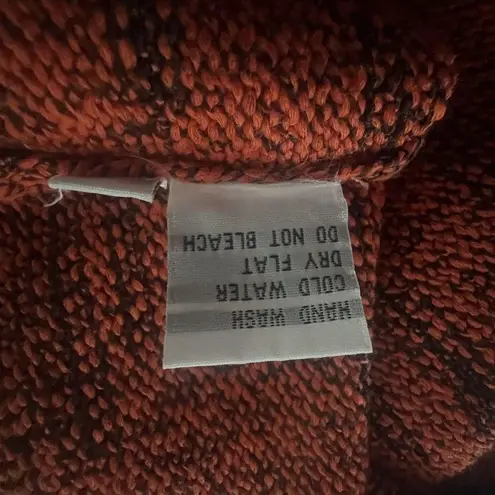 HAND WASH
COLD WATER
DRY FLAT
DO NOT BLEACH